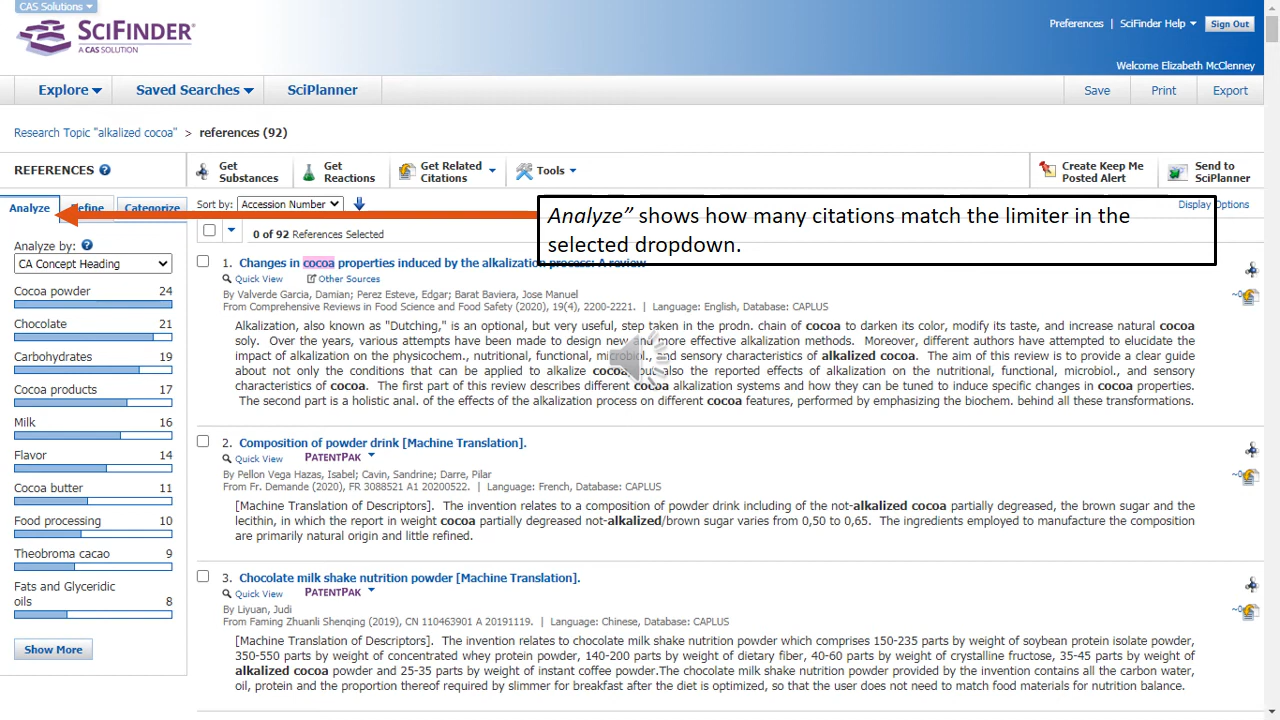 CAS Solutions
SCIFINDER®
A CAS SOLUTION
Preferences | SciFinder Help
Sign Out
Welcome Elizabeth McClenney
Explore
Saved Searches
SciPlanner
Save
Print
Export
Research Topic "alkalized cocoa" > references (92)
REFERENCES
Get
Substances
Get
Reactions
Get Related
Citations
Tools
Create Keep Me
Posted Alert
Send to
SciPlanner
Analyze
Refine
Categorize
Sort by: Accession Number
Display Options
Analyze” shows how many citations match the limiter in the
selected dropdown.
0 of 92 References Selected
Analyze by:
CA Concept Heading
Cocoa powder 24
Chocolate 21
Carbohydrates 19
Cocoa products 17
Milk 16
Flavor 14
Cocoa butter 11
Food processing 10
Theobroma cacao 9
Fats and Glyceridic
oils 8
Show More
1. Changes in cocoa properties induced by the alkalization process: A review
Quick View
Other Sources
By Valverde Garcia, Damian; Perez Esteve, Edgar; Barat Baviera, Jose Manuel
From Comprehensive Reviews in Food Science and Food Safety (2020), 19(4), 2200-2221. | Language: English, Database: CAPLUS
~0
Alkalization, also known as "Dutching," is an optional, but very useful, step taken in the prodn. chain of cocoa to darken its color, modify its taste, and increase natural cocoa
soly. Over the years, various attempts have been made to design new and more effective alkalization methods. Moreover, different authors have attempted to elucidate the
impact of alkalization on the physicochem., nutritional, functional, microbiol., and sensory characteristics of alkalized cocoa. The aim of this review is to provide a clear guide
about not only the conditions that can be applied to alkalize cocoa, but also the reported effects of alkalization on the nutritional, functional, microbiol., and sensory
characteristics of cocoa. The first part of this review describes different cocoa alkalization systems and how they can be tuned to induce specific changes in cocoa properties.
The second part is a holistic anal. of the effects of the alkalization process on different cocoa features, performed by emphasizing the biochem. behind all these transformations.
2. Composition of powder drink [Machine Translation].
Quick View
PATENTPAK
By Pellon Vega Hazas, Isabel; Cavin, Sandrine; Darre, Pilar
From Fr. Demande (2020), FR 3088521 A1 20200522. | Language: French, Database: CAPLUS
~0
[Machine Translation of Descriptors]. The invention relates to a composition of powder drink including of the not-alkalized cocoa partially degreased, the brown sugar and the
lecithin, in which the report in weight cocoa partially degreased not-alkalized/brown sugar varies from 0,50 to 0,65. The ingredients employed to manufacture the composition
are primarily natural origin and little refined.
3. Chocolate milk shake nutrition powder [Machine Translation].
Quick View
PATENTPAK
By Liyuan, Judi
From Faming Zhuanli Shenqing (2019), CN 110463901 A 20191119. | Language: Chinese, Database: CAPLUS
~0
[Machine Translation of Descriptors]. The invention relates to chocolate milk shake nutrition powder which comprises 150-235 parts by weight of soybean protein isolate powder,
350-550 parts by weight of concentrated whey protein powder, 140-200 parts by weight of dietary fiber, 40-60 parts by weight of crystalline fructose, 35-45 parts by weight of
alkalized cocoa powder and 25-35 parts by weight of instant coffee powder.The chocolate milk shake nutrition powder provided by the invention contains all the carbon water,
oil, protein and the proportion thereof required by slimmer for breakfast after the diet is optimized, so that the user does not need to match food materials for nutrition balance.